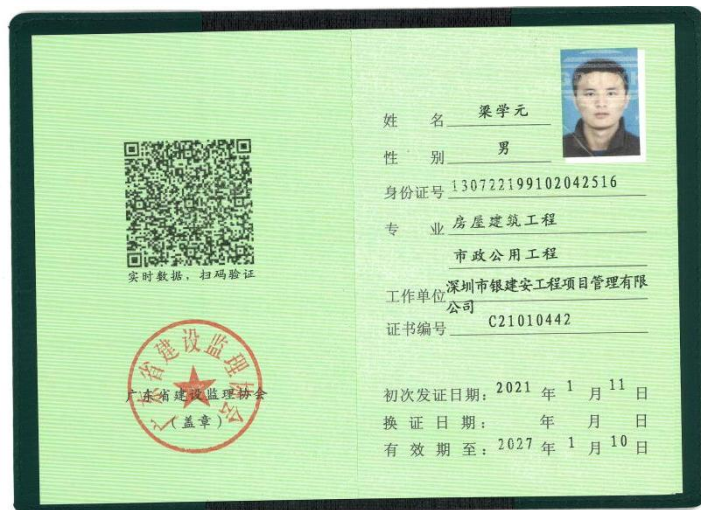 实时数据，扫码验证
广东省建设监理协会
广东省建设监理协会
（盖章）
姓 名 梁学元
性 别 男
身份证号 130722199102042516
专 业 房屋建筑工程
市政公用工程
工作单位 深圳市银建安工程项目管理有限
公司
证书编号 C21010442
初次发证日期：2021 年 1 月 11 日
换 证 日 期： 年 月 日
有 效 期 至：2027 年 1 月 10 日